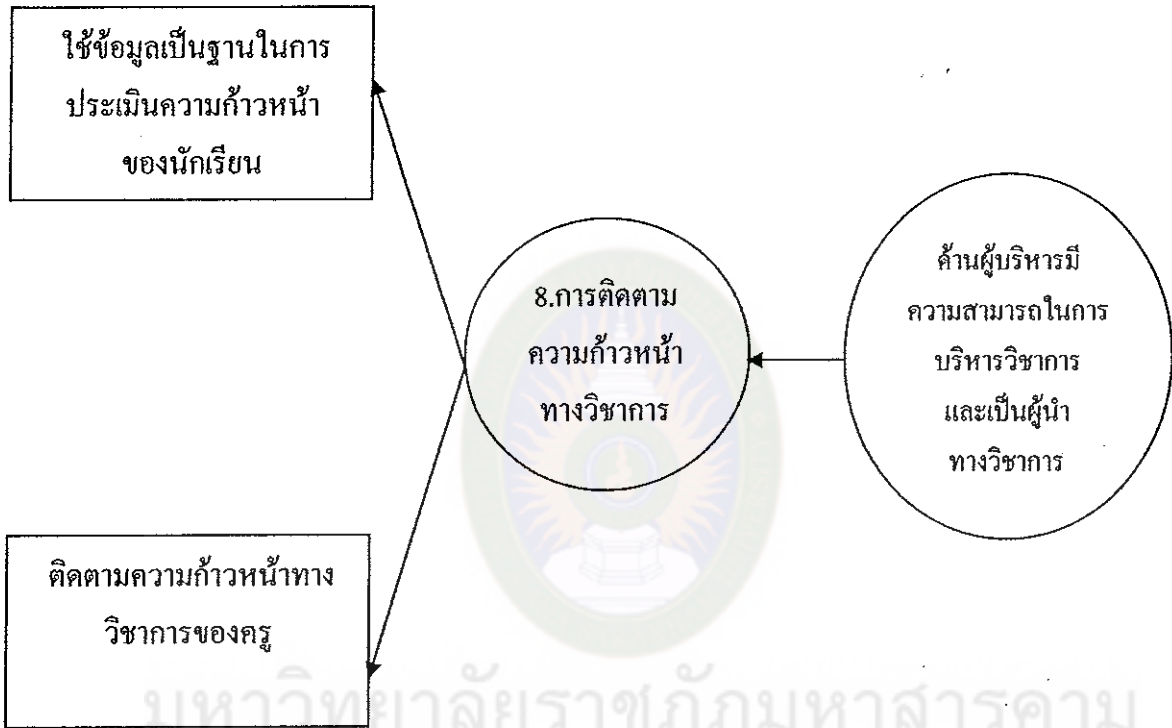 ใช้ข้อมูลเป็นฐานในการ
ประเมินความก้าวหน้า
ของนักเรียน
8.การติดตาม
ความก้าวหน้า
ทางวิชาการ
ด้านผู้บริหารมี
ความสามารถในการ
บริหารวิชาการ
และเป็นผู้นำ
ทางวิชาการ
ติดตามความก้าวหน้าทาง
วิชาการของครู
มหาวิทยาลัยราชภัฏมหาสารคาม